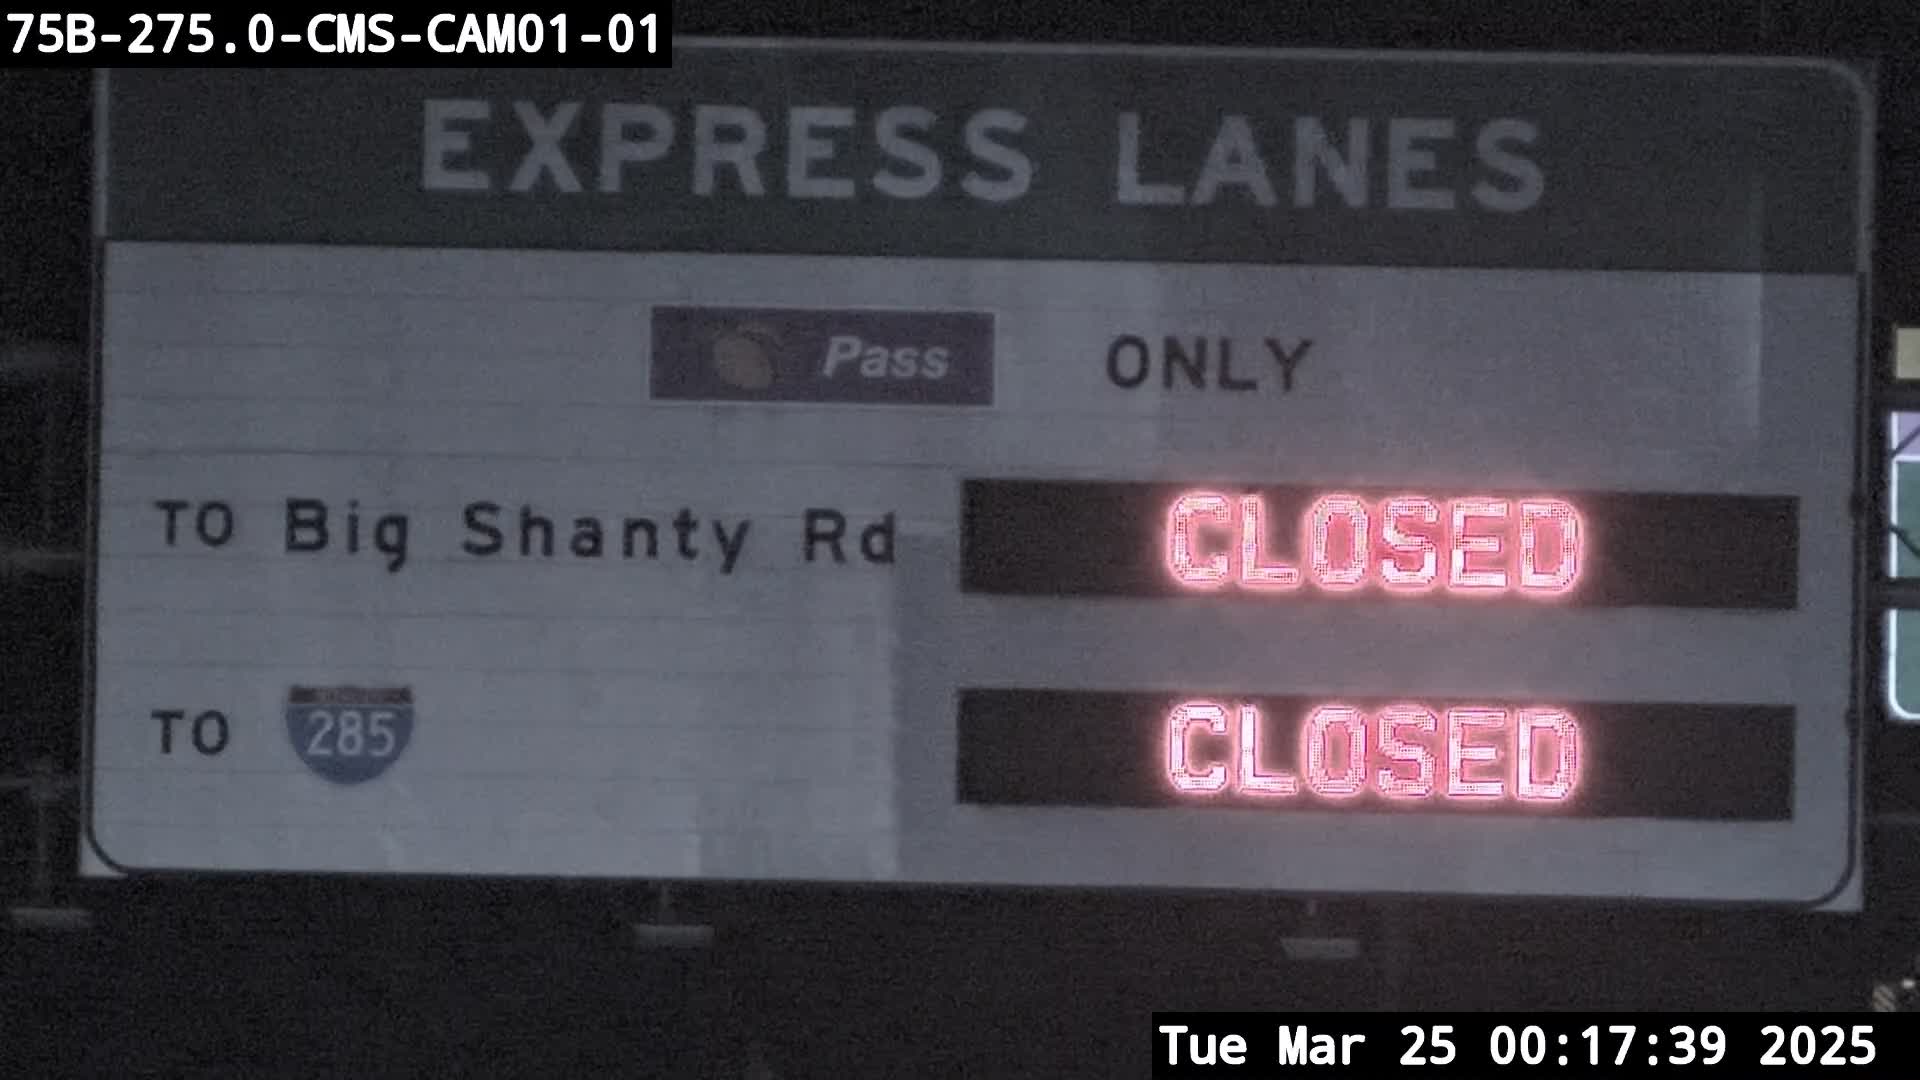 75B-275.0-CMS-CAM01-01
EXPRESS LANES
Pass ONLY
TO Big Shanty Rd CLOSED
TO 285 CLOSED
Tue Mar 25 00:17:39 2025